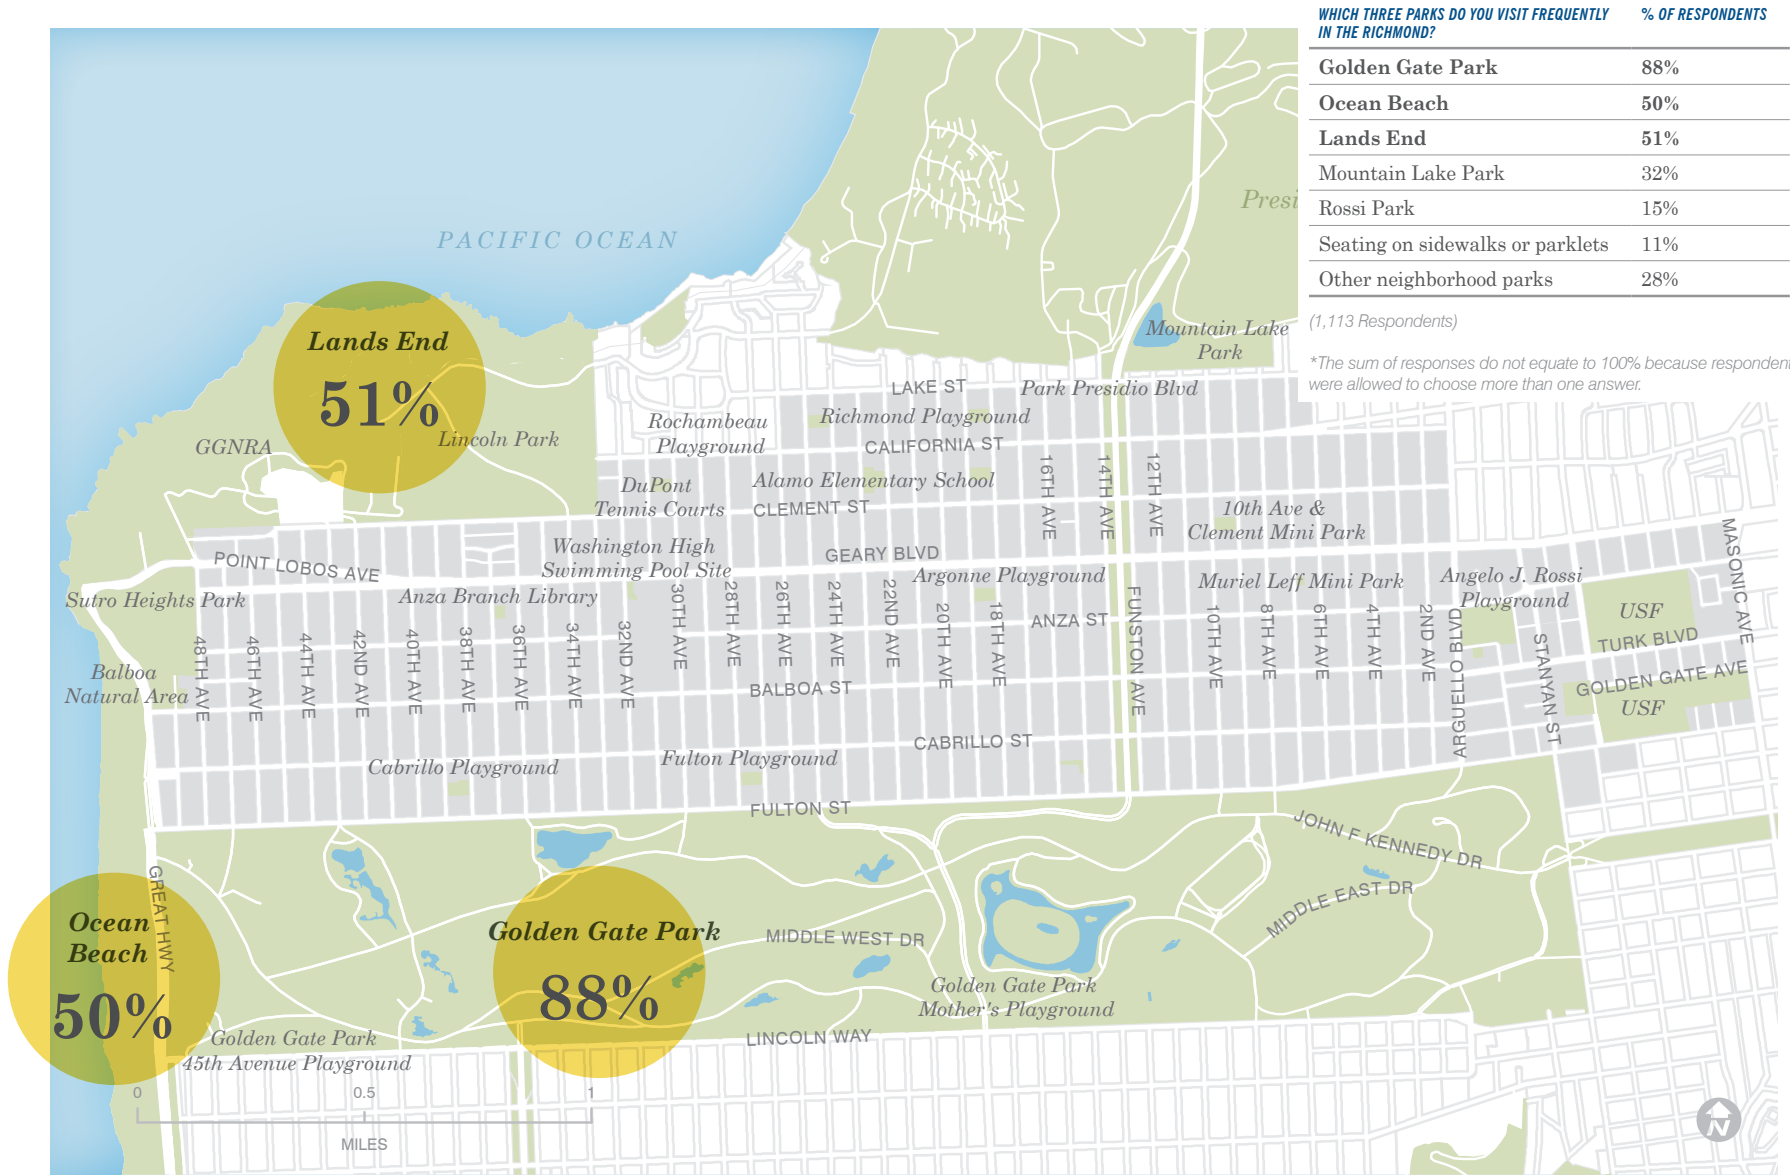 WHICH THREE PARKS DO YOU VISIT FREQUENTLY IN THE RICHMOND? % OF RESPONDENTS
Golden Gate Park 88%
Ocean Beach 50%
Lands End 51%
Mountain Lake Park 32%
Rossi Park 15%
Seating on sidewalks or parklets 11%
Other neighborhood parks 28%
(1,113 Respondents)
*The sum of responses do not equate to 100% because respondent
were allowed to choose more than one answer.
Presi
PACIFIC OCEAN
Lands End
51%
GGNRA
Lincoln Park
Mountain Lake
Park
LAKE ST
Park Presidio Blvd
Rochambeau
Playground
Richmond Playground
CALIFORNIA ST
DuPont
Tennis Courts
Alamo Elementary School
CLEMENT ST
16TH AVE
14TH AVE
12TH AVE
10th Ave &
Clement Mini Park
MASONIC AVE
POINT LOBOS AVE
Washington High
Swimming Pool Site
GEARY BLVD
Argonne Playground
Muriel Leff Mini Park
Angelo J. Rossi
Playground
USF
Sutro Heights Park
Anza Branch Library
ANZA ST
48TH AVE
46TH AVE
44TH AVE
42ND AVE
40TH AVE
38TH AVE
36TH AVE
34TH AVE
32ND AVE
30TH AVE
28TH AVE
26TH AVE
24TH AVE
22ND AVE
20TH AVE
18TH AVE
FUNSTON AVE
10TH AVE
8TH AVE
6TH AVE
4TH AVE
2ND AVE
ARGUELLO BLVD
STANYAN ST
TURK BLVD
GOLDEN GATE AVE
USF
Balboa
Natural Area
BALBOA ST
CABRILLO ST
Cabrillo Playground
Fulton Playground
FULTON ST
JOHN F KENNEDY DR
MIDDLE EAST DR
GREAT HWY
Ocean
Beach
50%
Golden Gate Park
88%
MIDDLE WEST DR
Golden Gate Park
Mother's Playground
Golden Gate Park
45th Avenue Playground
LINCOLN WAY
0 0.5 1
MILES
N